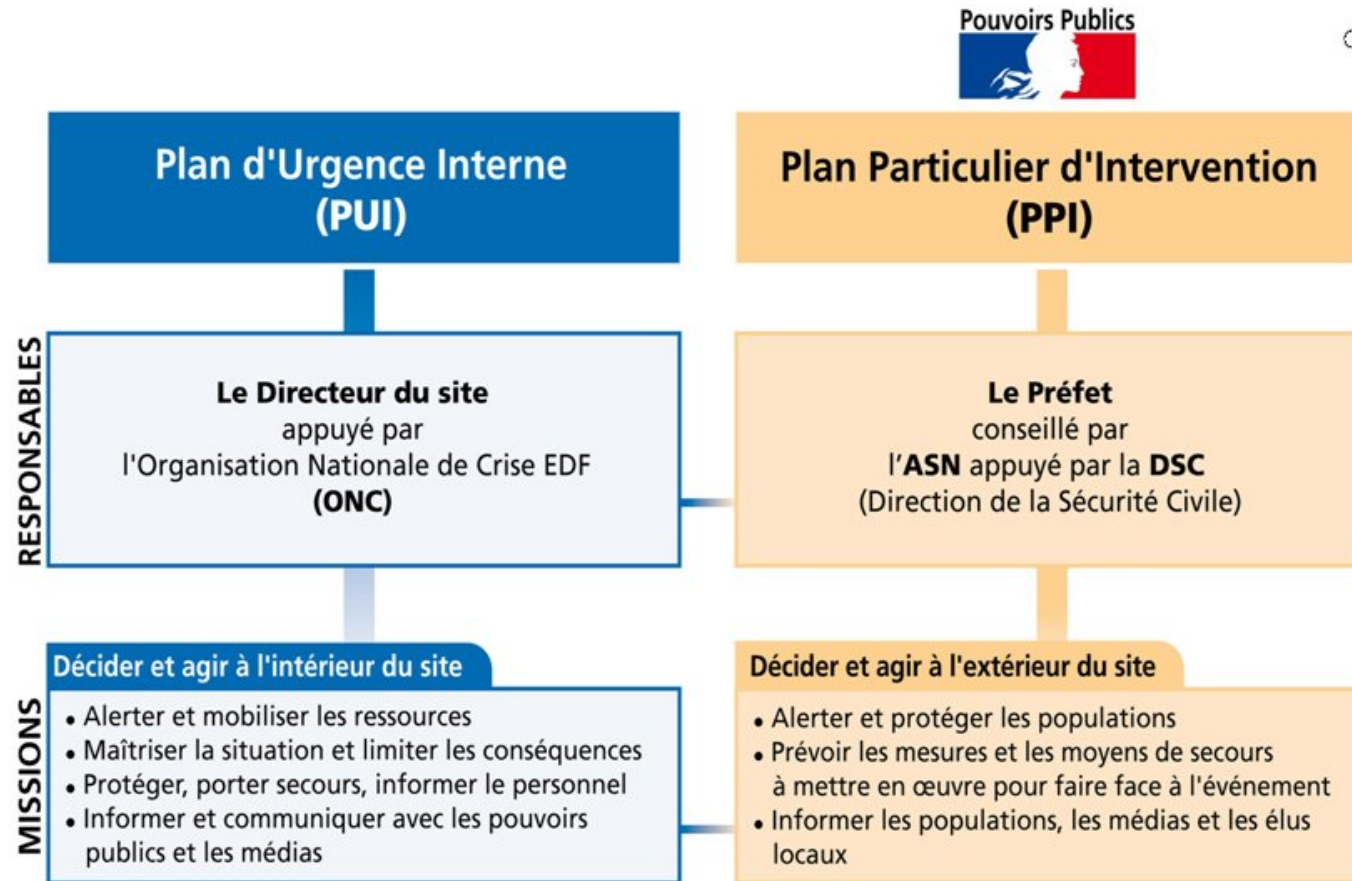 Pouvoirs Publics
Plan d'Urgence Interne
(PUI)
Plan Particulier d'Intervention
(PPI)
RESPONSABLES
Le Directeur du site
appuyé par
l'Organisation Nationale de Crise EDF
(ONC)
Le Préfet
conseillé par
l'ASN appuyé par la DSC
(Direction de la Sécurité Civile)
MISSIONS
Décider et agir à l'intérieur du site
• Alerter et mobiliser les ressources
• Maîtriser la situation et limiter les conséquences
• Protéger, porter secours, informer le personnel
• Informer et communiquer avec les pouvoirs
publics et les médias
Décider et agir à l'extérieur du site
• Alerter et protéger les populations
• Prévoir les mesures et les moyens de secours
à mettre en œuvre pour faire face à l'événement
• Informer les populations, les médias et les élus
locaux